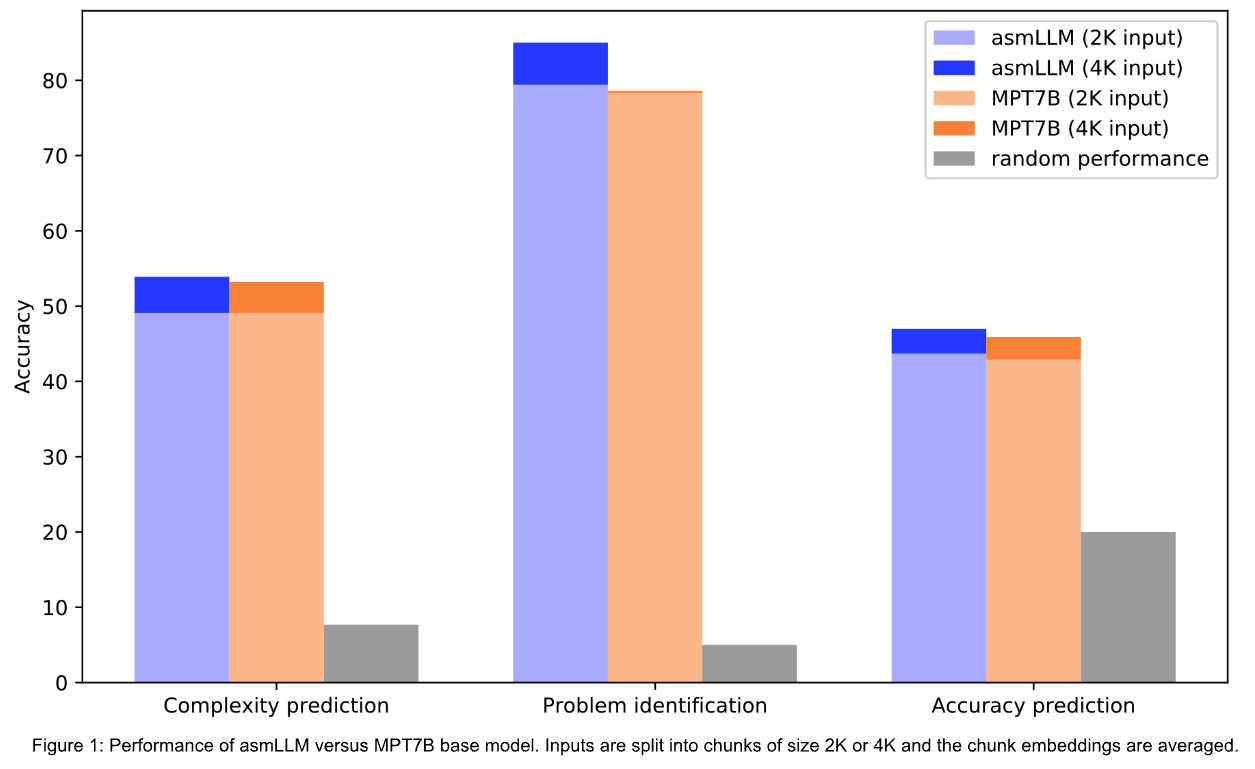 asmLLM (2K input)
asmLLM (4K input)
MPT7B (2K input)
MPT7B (4K input)
random performance
Accuracy
80
70
60
50
40
30
20
10
0
Complexity prediction
Problem identification
Accuracy prediction
Figure 1: Performance of asmLLM versus MPT7B base model. Inputs are split into chunks of size 2K or 4K and the chunk embeddings are averaged.